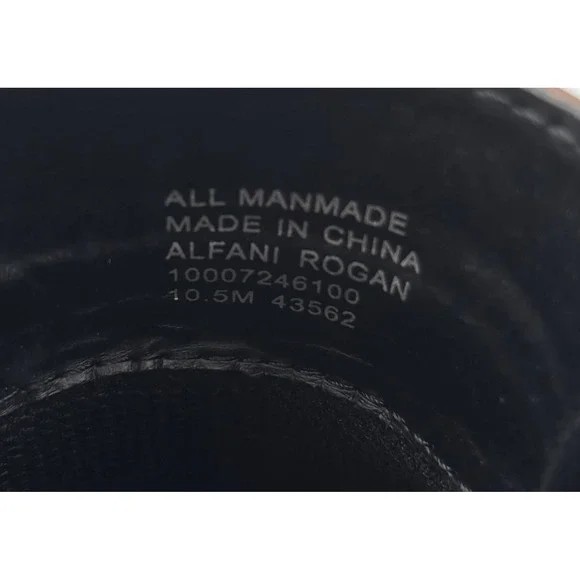 ALL MANMADE
MADE IN CHINA
ALFANI ROGAN
10007246100
10.5M 43562